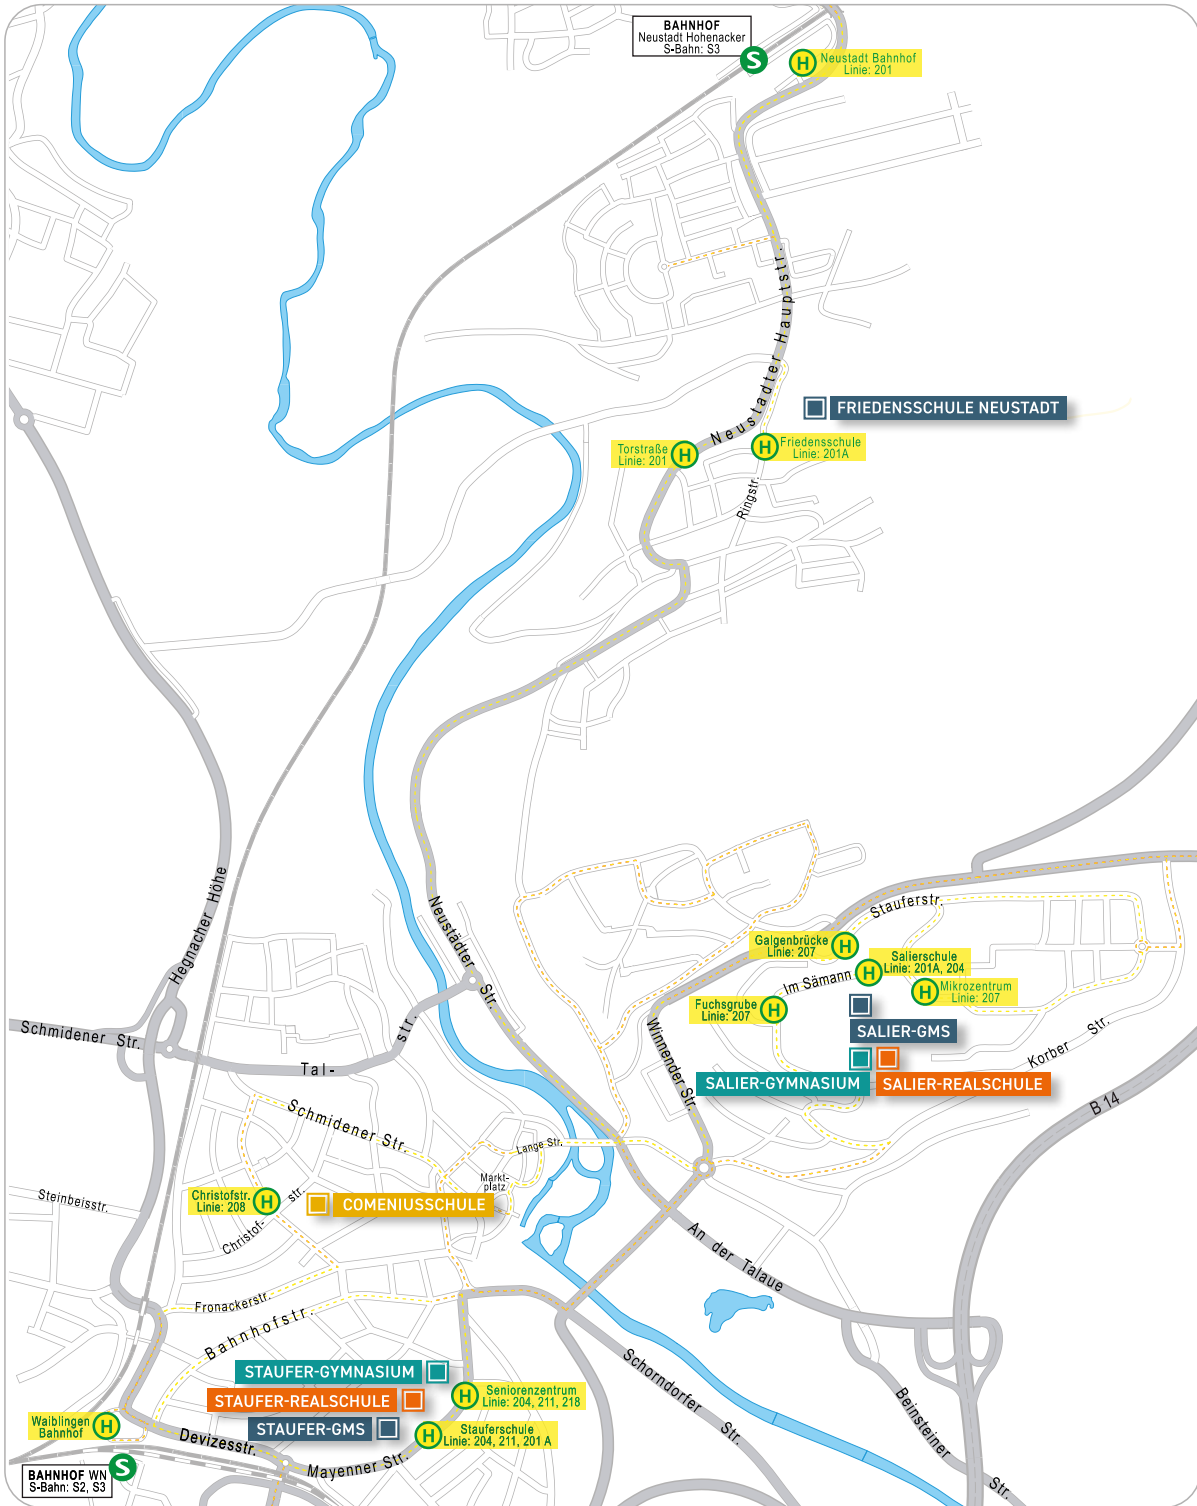 BAHNHOF
Neustadt Hohenacker
S-Bahn: S3
S
H
Neustadt Bahnhof
Linie: 201
Neustadter Hauptstr.
FRIEDENSSCHULE NEUSTADT
Torstraße
Linie: 201
H
H
Friedensschule
Linie: 201A
Ringstr.
Hegnacher Höhe
Neustädter Str.
Stauferstr.
Galgenbrücke
Linie: 207
H
Salierschule
Linie: 201A, 204
H
Im Sämann
Mikrozentrum
Linie: 207
H
Fuchsgrube
Linie: 207
H
SALIER-GMS
Winnender Str.
Korber Str.
SALIER-GYMNASIUM
SALIER-REALSCHULE
B 14
Schmidener Str.
Tal-
str.
Schmidener Str.
Lange Str.
Markt-
platz
Steinbeisstr.
Christofstr.
Linie: 208
H
Christof-
str.
COMENIUSSCHULE
An der Talaue
Fronackerstr.
Bahnhofstr.
STAUFER-GYMNASIUM
STAUFER-REALSCHULE
STAUFER-GMS
H
Seniorenzentrum
Linie: 204, 211, 218
H
Stauferschule
Linie: 204, 211, 201 A
Schorndorfer Str.
Beinsteiner Str.
Waiblingen
Bahnhof
H
Devizesstr.
Mayenner Str.
BAHNHOF WN
S-Bahn: S2, S3
S